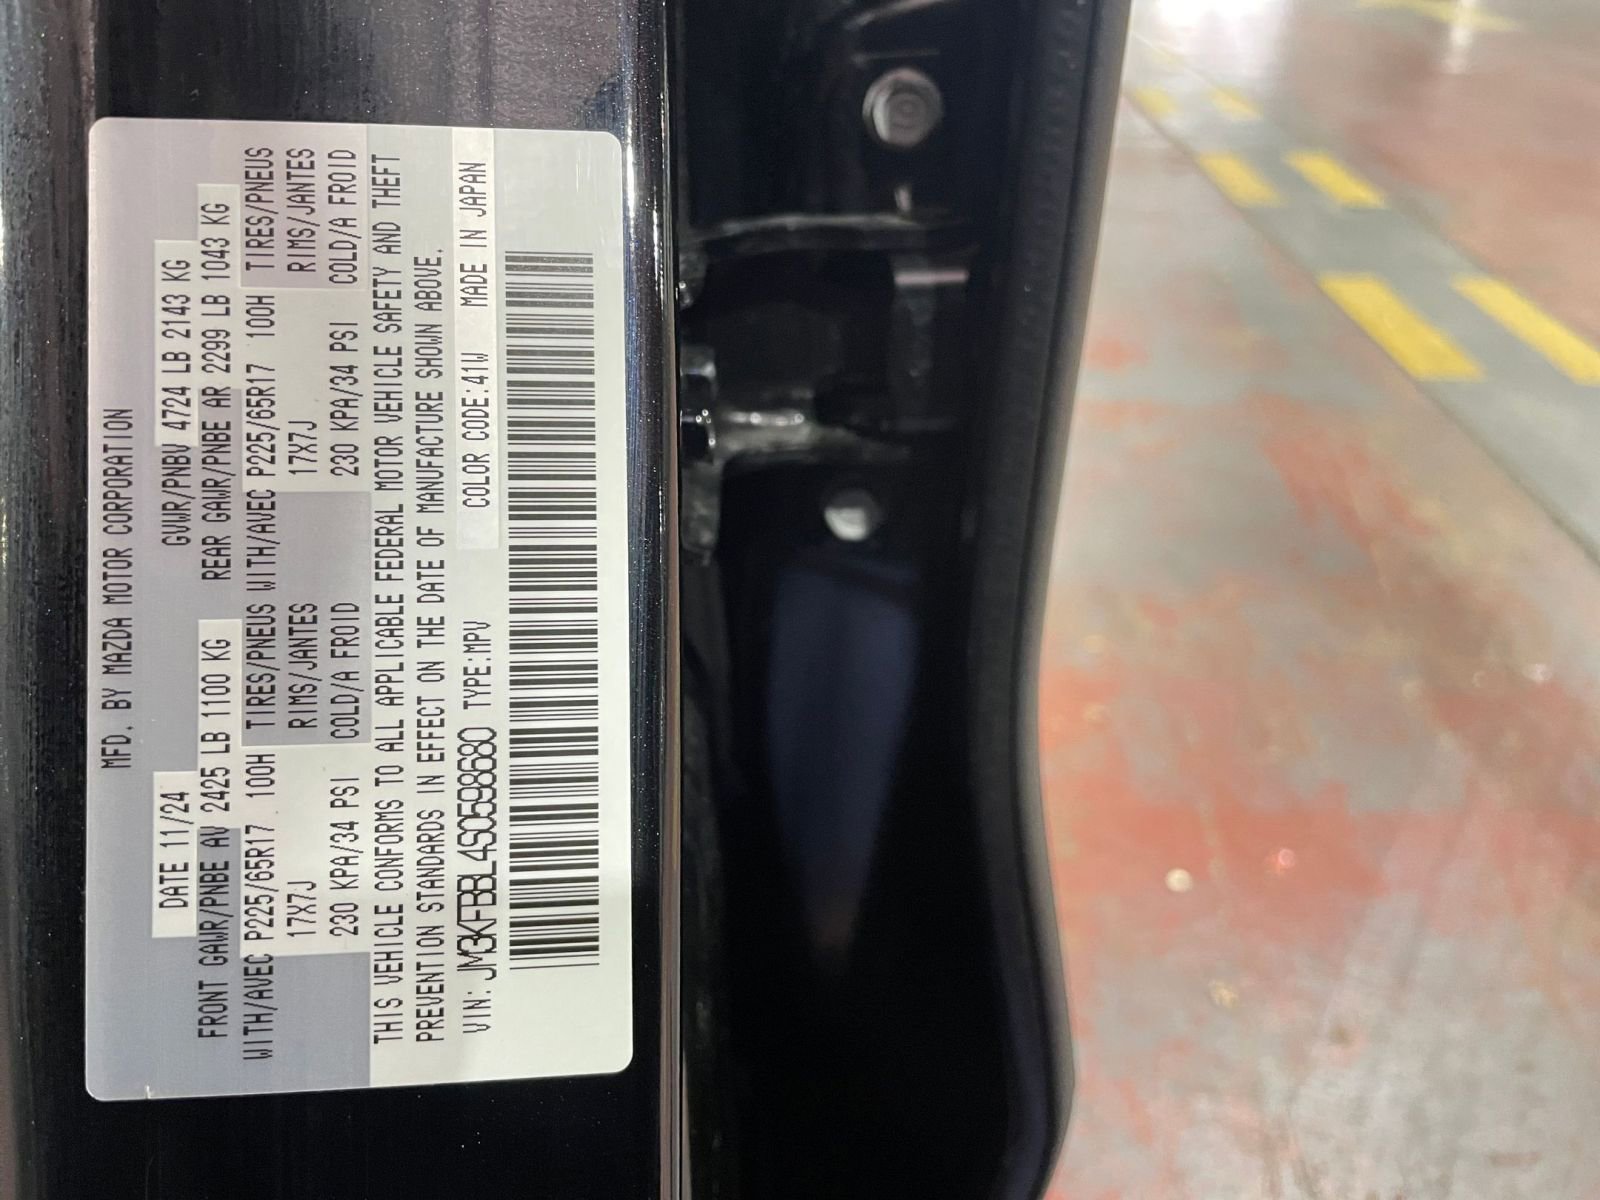 MFD. BY MAZDA MOTOR CORPORATION
DATE 11/24 GVWR/PNBV 4724 LB 2143 KG
FRONT GAWR/PNBE AV 2425 LB 1100 KG REAR GAWR/PNBE AR 2299 LB 1043 KG
WITH/AVEC P225/65R17 100H TIRES/PNEUS WITH/AVEC P225/65R17 100H TIRES/PNEUS
17X7J RIMS/JANTES 17X7J RIMS/JANTES
230 KPA/34 PSI COLD/A FROID 230 KPA/34 PSI COLD/A FROID
THIS VEHICLE CONFORMS TO ALL APPLICABLE FEDERAL MOTOR VEHICLE SAFETY AND THEFT
PREVENTION STANDARDS IN EFFECT ON THE DATE OF MANUFACTURE SHOWN ABOVE.
VIN: JM3KFBBL4S0598680 TYPE:MPV COLOR CODE:41W MADE IN JAPAN